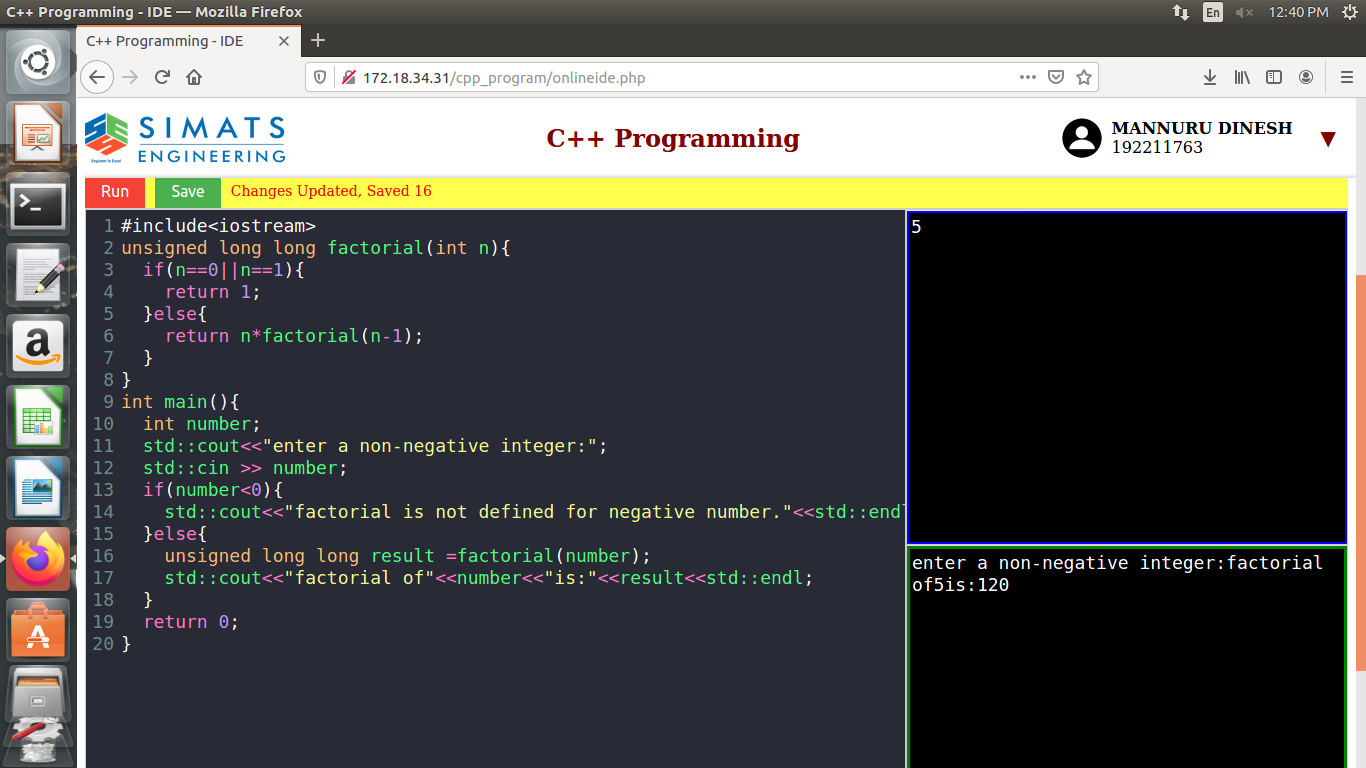 C++ Programming - IDE — Mozilla Firefox
En
12:40 PM
C++ Programming - IDE
172.18.34.31/cpp_program/onlineide.php
SIMATS
ENGINEERING
Engineer to Excel
C++ Programming
MANNURU DINESH
192211763
Run
Save
Changes Updated, Saved 16
1 #include<iostream>
2 unsigned long long factorial(int n){
3   if(n==0||n==1){
4     return 1;
5   }else{
6     return n*factorial(n-1);
7   }
8 }
9 int main(){
10   int number;
11   std::cout<<"enter a non-negative integer:";
12   std::cin >> number;
13   if(number<0){
14     std::cout<<"factorial is not defined for negative number."<<std::endl
15   }else{
16     unsigned long long result =factorial(number);
17     std::cout<<"factorial of"<<number<<"is:"<<result<<std::endl;
18   }
19   return 0;
20 }
5
enter a non-negative integer:factorial
of5is:120